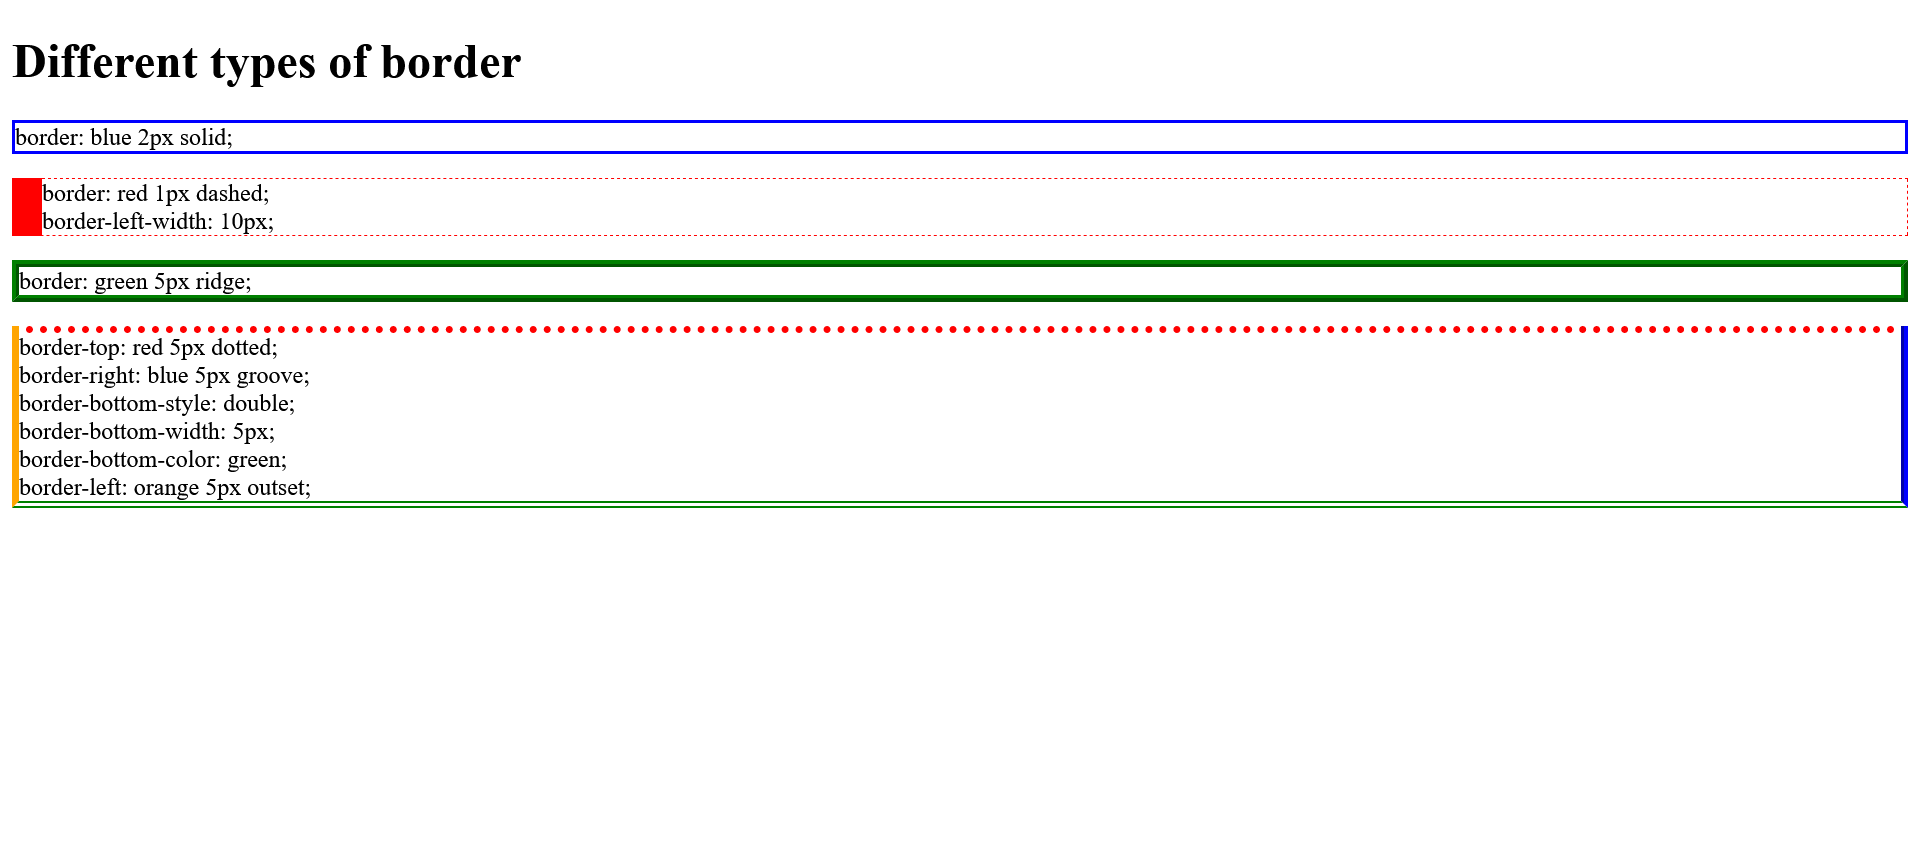 Different types of border
border: blue 2px solid;
border: red 1px dashed;
border-left-width: 10px;
border: green 5px ridge;
border-top: red 5px dotted;
border-right: blue 5px groove;
border-bottom-style: double;
border-bottom-width: 5px;
border-bottom-color: green;
border-left: orange 5px outset;